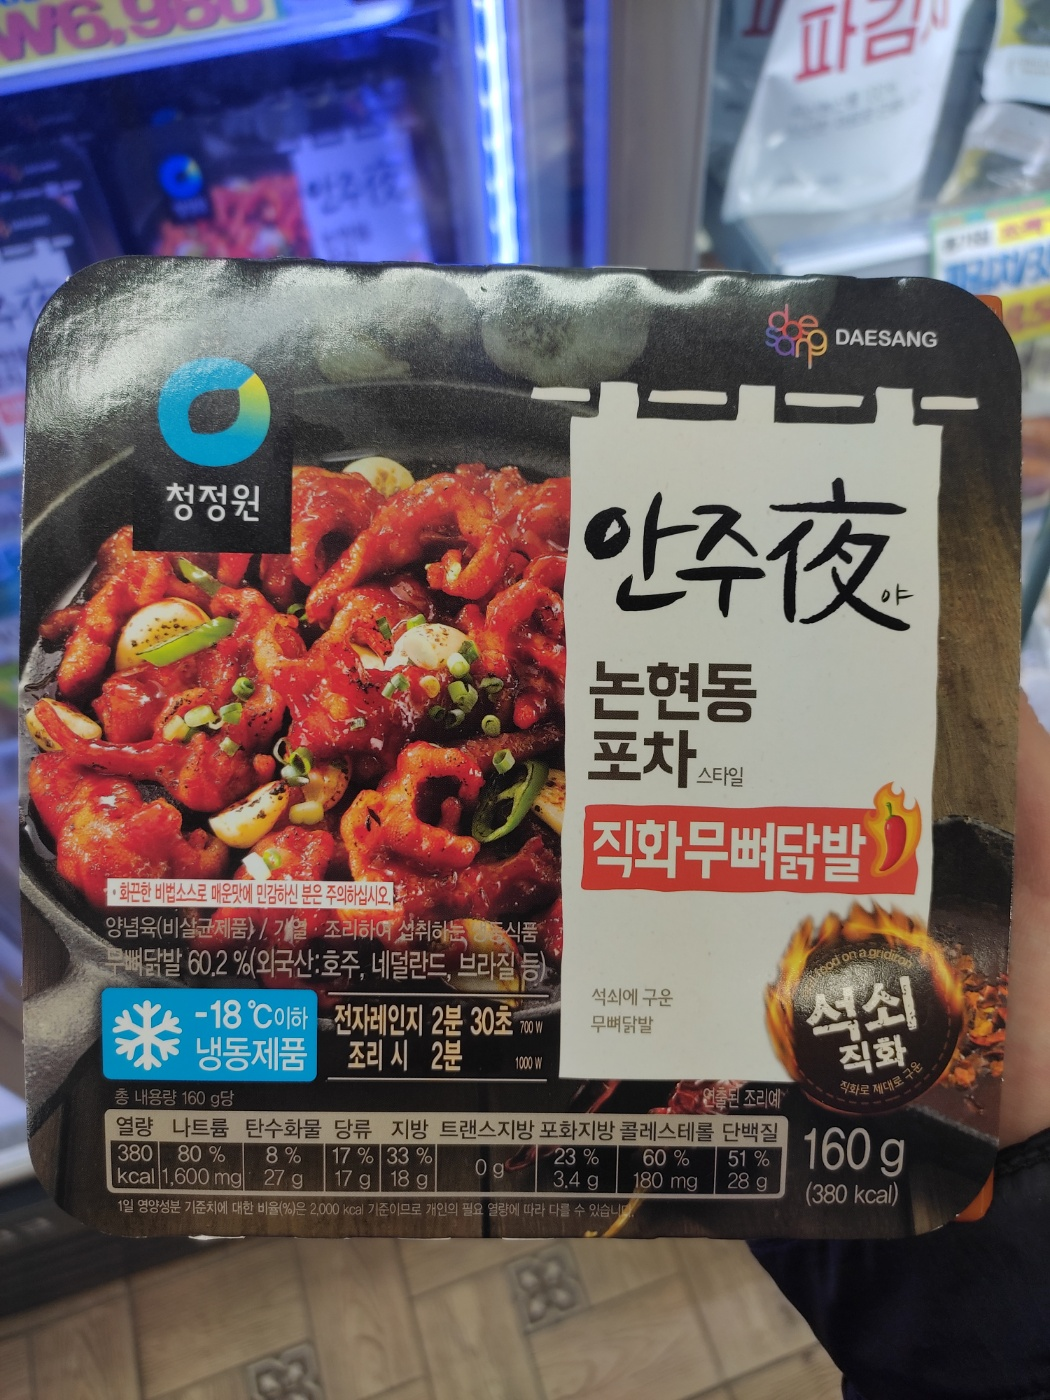 ₩6,980
파김치
안주夜
daesang DAESANG
청정원
안주夜
야
논현동
포차 스타일
직화무뼈닭발
• 화끈한 비법소스로 매운맛에 민감하신 분은 주의하십시오.
양념육(비살균제품) / 가열 · 조리하여 섭취하는 냉동식품
무뼈닭발 60.2 %(외국산:호주, 네덜란드, 브라질 등)
-18 ℃이하
냉동제품
전자레인지 2분 30초 700 W
조리 시 2분 1000 W
석쇠에 구운
무뼈닭발
석쇠
직화
직화로 제대로 구운
연출된 조리예
총 내용량 160 g당
열량 나트륨 탄수화물 당류 지방 트랜스지방 포화지방 콜레스테롤 단백질
380 80 % 8 % 17 % 33 % 0 g 23 % 60 % 51 %
kcal 1,600 mg 27 g 17 g 18 g 3.4 g 180 mg 28 g
1일 영양성분 기준치에 대한 비율(%)은 2,000 kcal 기준이므로 개인의 필요 열량에 따라 다를 수 있습니다.
160 g
(380 kcal)